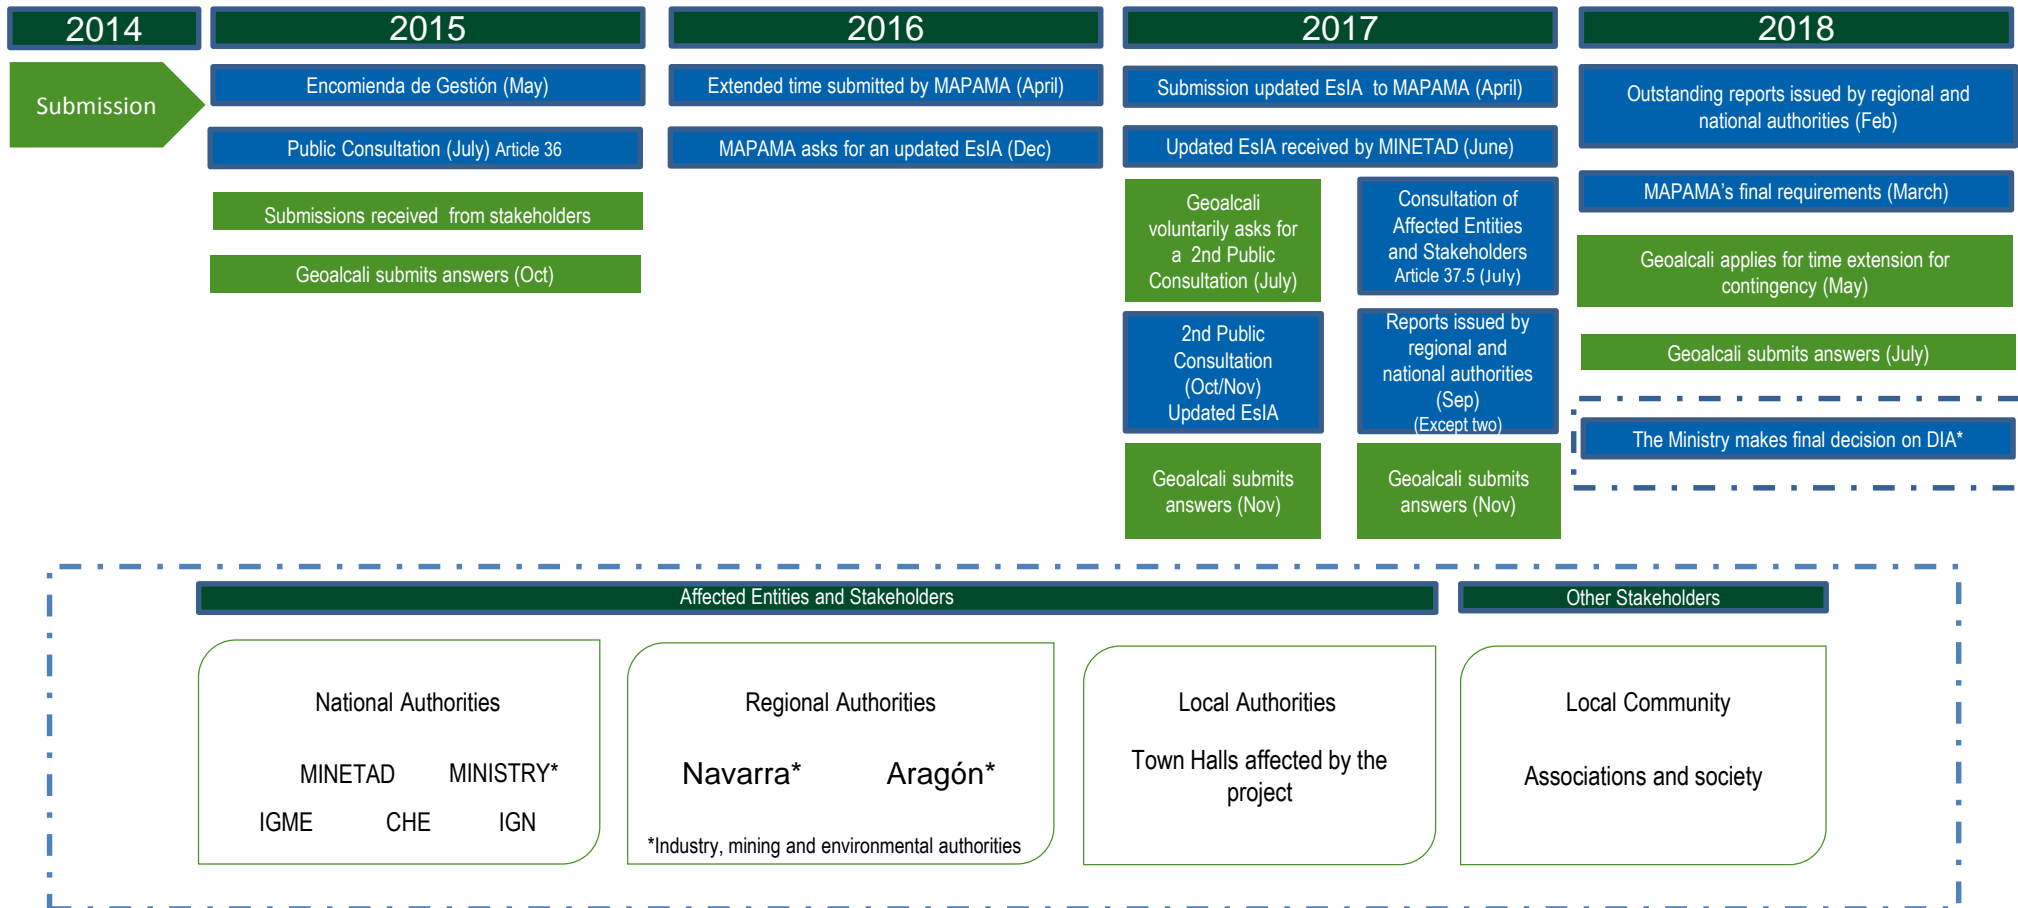 2014
Submission
2015
Encomienda de Gestión (May)
Public Consultation (July) Article 36
Submissions received from stakeholders
Geoalcali submits answers (Oct)
2016
Extended time submitted by MAPAMA (April)
MAPAMA asks for an updated EsIA (Dec)
2017
Submission updated EsIA to MAPAMA (April)
Updated EsIA received by MINETAD (June)
Geoalcali
voluntarily asks for
a 2nd Public
Consultation (July)
2nd Public
Consultation
(Oct/Nov)
Updated EsIA
Geoalcali submits
answers (Nov)
Consultation of
Affected Entities
and Stakeholders
Article 37.5 (July)
Reports issued by
regional and
national authorities
(Sep)
(Except two)
Geoalcali submits
answers (Nov)
2018
Outstanding reports issued by regional and
national authorities (Feb)
MAPAMA's final requirements (March)
Geoalcali applies for time extension for
contingency (May)
Geoalcali submits answers (July)
The Ministry makes final decision on DIA*
Affected Entities and Stakeholders
National Authorities
MINETAD MINISTRY*
IGME CHE IGN
Regional Authorities
Navarra* Aragón*
*Industry, mining and environmental authorities
Local Authorities
Town Halls affected by the
project
Other Stakeholders
Local Community
Associations and society